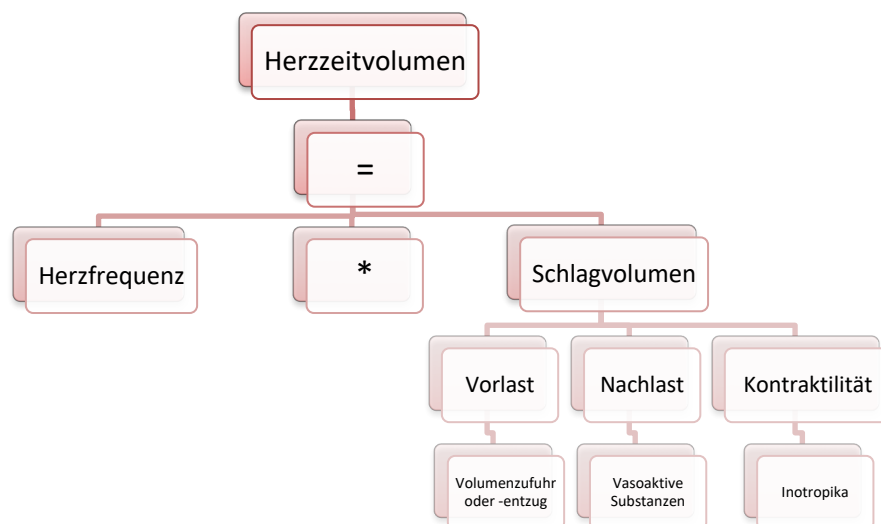 Herzzeitvolumen
=
Herzfrequenz
*
Schlagvolumen
Vorlast
Nachlast
Kontraktilität
Volumenzufuhr
oder -entzug
Vasoaktive
Substanzen
Inotropika